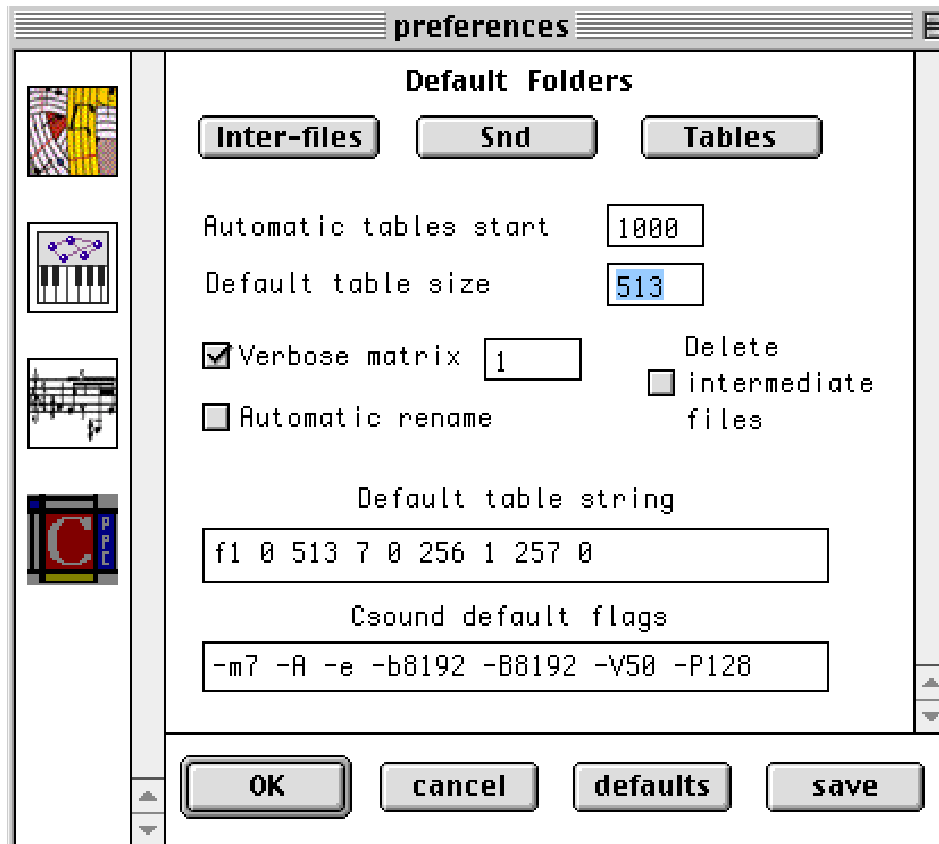 preferences
Default Folders
Inter-files Snd Tables
Automatic tables start 1000
Default table size 513
Verbose matrix 1
Delete
intermediate
files
Automatic rename
Default table string
f1 0 513 7 0 256 1 257 0
Csound default flags
-m7 -A -e -b8192 -B8192 -V50 -P128
C PPC
OK cancel defaults save